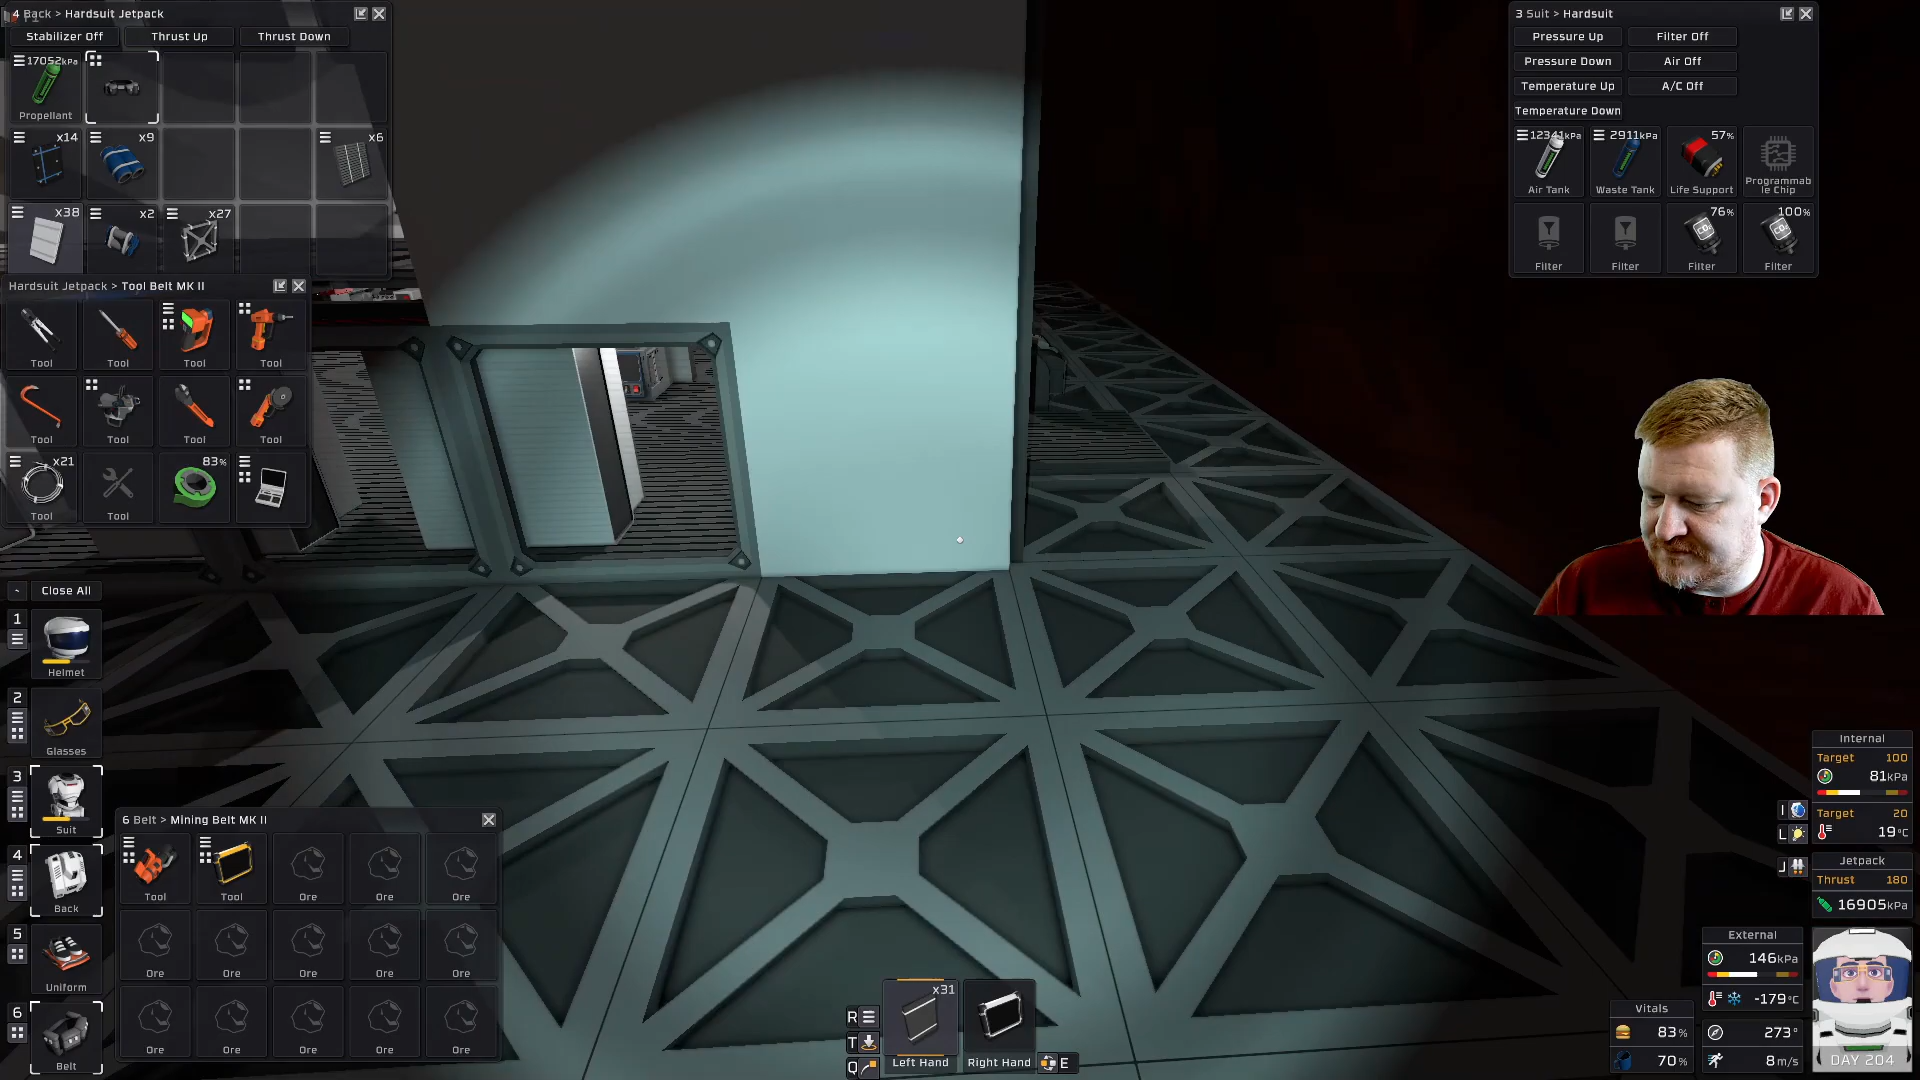 4 Back > Hardsuit Jetpack
Stabilizer Off
Thrust Up
Thrust Down
17052kPa
Propellant
x14
x9
x6
x38
x2
x27
Hardsuit Jetpack > Tool Belt MK II
Tool
Tool
Tool
Tool
Tool
Tool
Tool
Tool
x21
83%
Tool
Tool
~ Close All
1
Helmet
2
Glasses
3
Suit
4
Back
5
Uniform
6
Belt
6 Belt > Mining Belt MK II
Tool
Tool
Ore
Ore
Ore
Ore
Ore
Ore
Ore
Ore
Ore
Ore
Ore
Ore
Ore
R
T
Q
x31
Left Hand
Right Hand
E
3 Suit > Hardsuit
Pressure Up
Filter Off
Pressure Down
Air Off
Temperature Up
A/C Off
Temperature Down
12341kPa
2911kPa
57%
Air Tank
Waste Tank
Life Support
Programmab
le Chip
76%
100%
Filter
Filter
Filter
Filter
Internal
Target 100
81kPa
I
Target 20
L
19°C
Jetpack
J
Thrust 180
16905kPa
External
146kPa
-179°C
Vitals
83%
273°
70%
8m/s
DAY 204